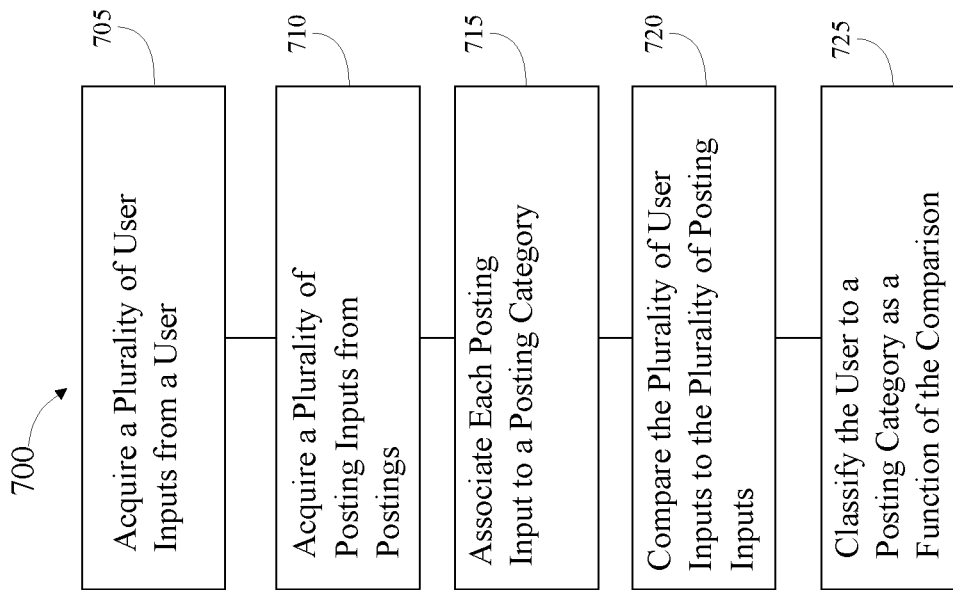 700
705
Acquire a Plurality of User
Inputs from a User
710
Acquire a Plurality of
Posting Inputs from
Postings
715
Associate Each Posting
Input to a Posting Category
720
Compare the Plurality of User
Inputs to the Plurality of Posting
Inputs
725
Classify the User to a
Posting Category as a
Function of the Comparison